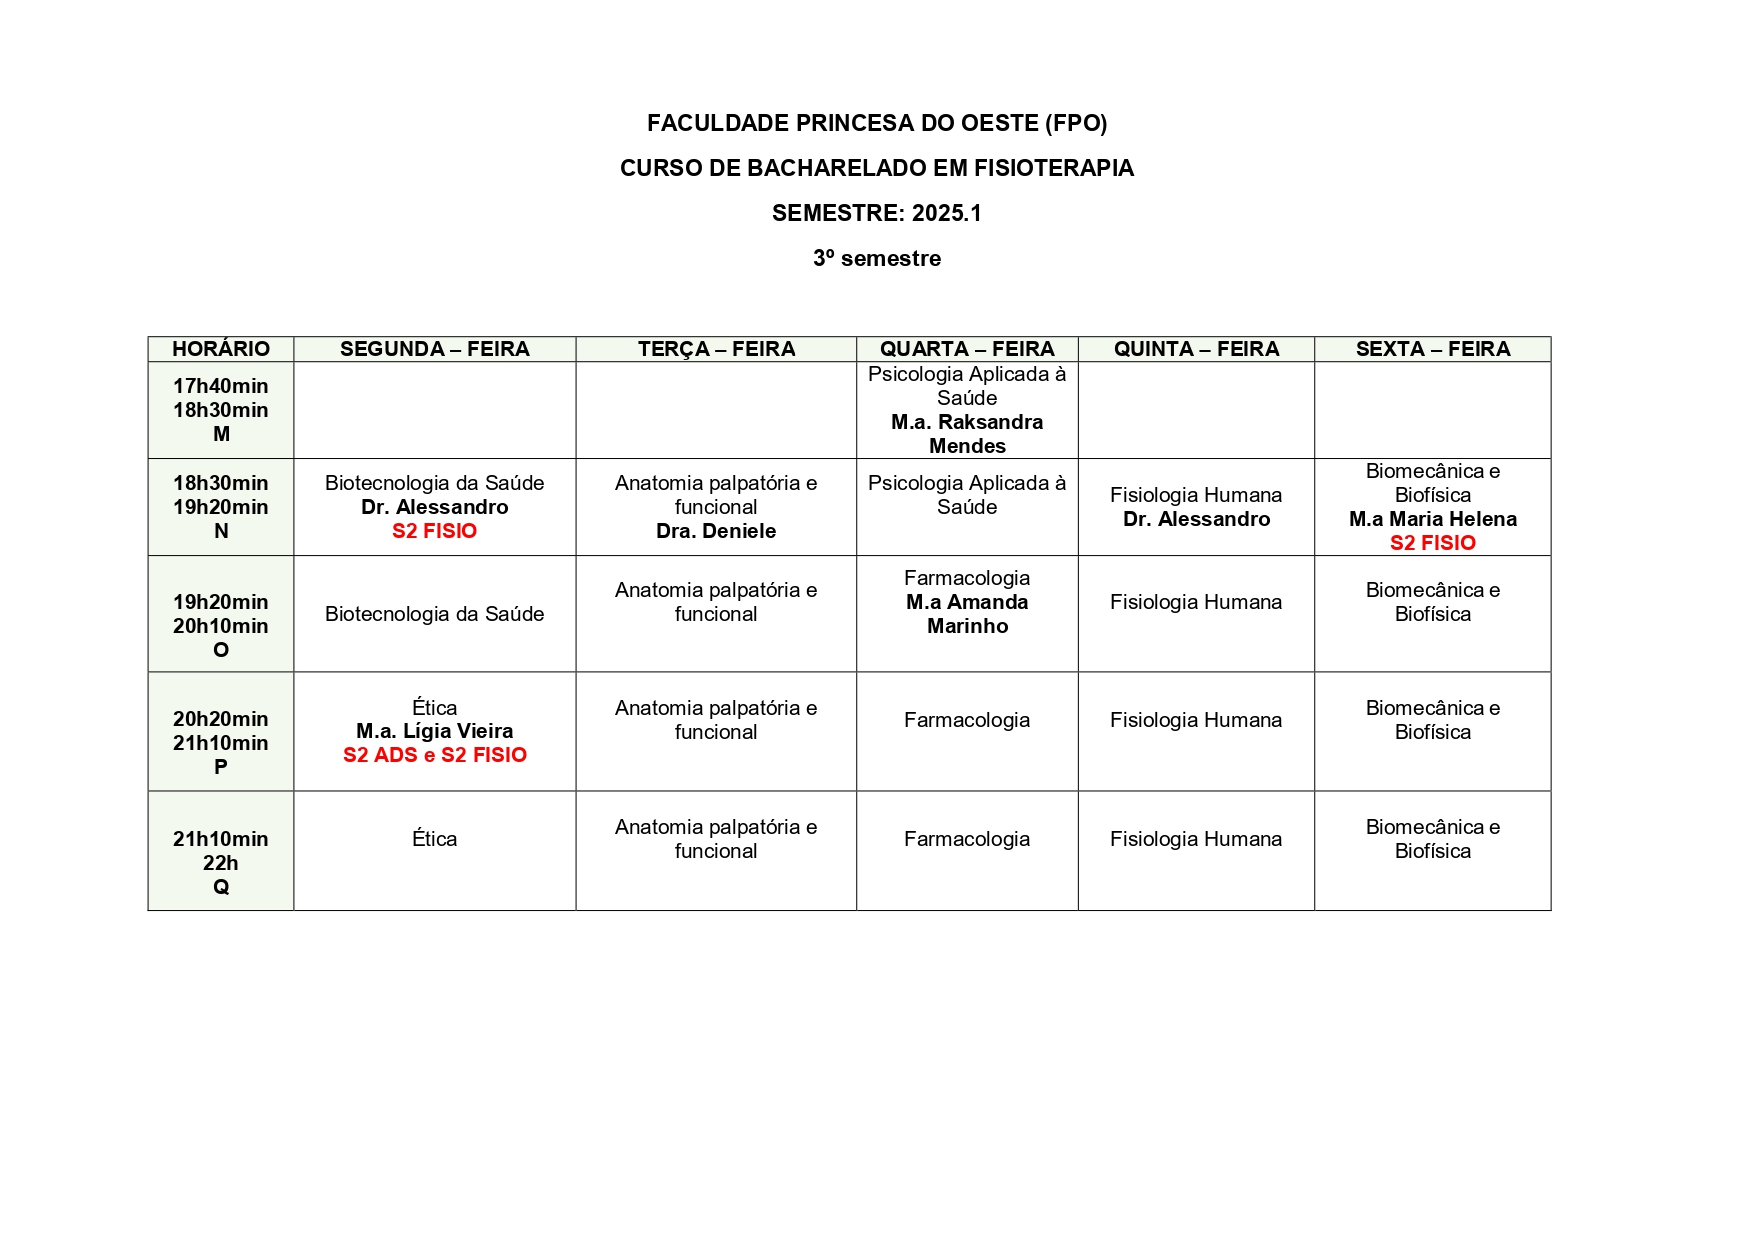 FACULDADE PRINCESA DO OESTE (FPO)
CURSO DE BACHARELADO EM FISIOTERAPIA
SEMESTRE: 2025.1
3º semestre
HORÁRIO SEGUNDA – FEIRA TERÇA – FEIRA QUARTA – FEIRA QUINTA – FEIRA SEXTA – FEIRA
17h40min
18h30min
M
Psicologia Aplicada à
Saúde
M.a. Raksandra
Mendes
18h30min
19h20min
N
Biotecnologia da Saúde
Dr. Alessandro
S2 FISIO
Anatomia palpatória e
funcional
Dra. Deniele
Psicologia Aplicada à
Saúde
Fisiologia Humana
Dr. Alessandro
Biomecânica e
Biofísica
M.a Maria Helena
S2 FISIO
19h20min
20h10min
O
Biotecnologia da Saúde
Anatomia palpatória e
funcional
Farmacologia
M.a Amanda
Marinho
Fisiologia Humana
Biomecânica e
Biofísica
20h20min
21h10min
P
Ética
M.a. Lígia Vieira
S2 ADS e S2 FISIO
Anatomia palpatória e
funcional
Farmacologia
Fisiologia Humana
Biomecânica e
Biofísica
21h10min
22h
Q
Ética
Anatomia palpatória e
funcional
Farmacologia
Fisiologia Humana
Biomecânica e
Biofísica